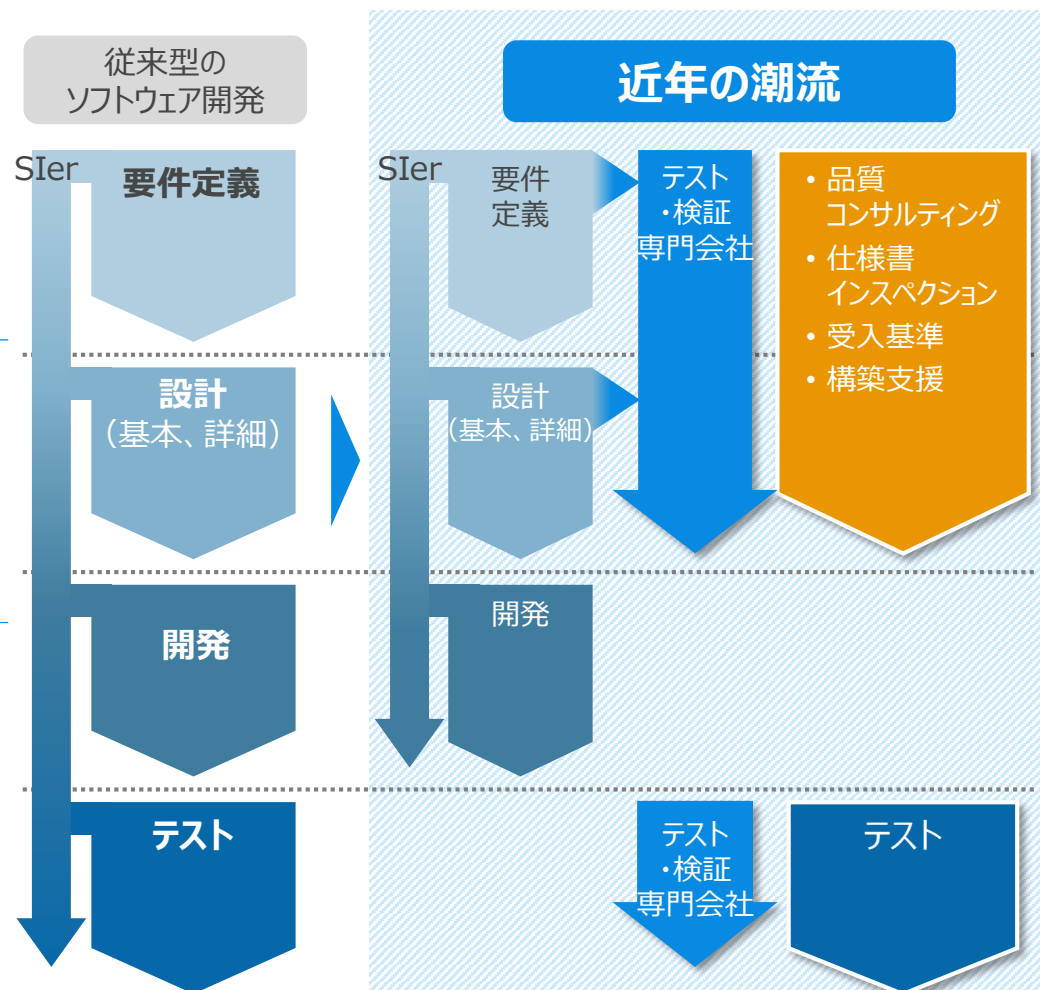 従来型の
ソフトウェア開発
SIer
要件定義
設計
（基本、詳細）
開発
テスト
近年の潮流
SIer
要件
定義
設計
（基本、詳細）
開発
テスト
・検証
専門会社
• 品質
コンサルティング
• 仕様書
インスペクション
• 受入基準
• 構築支援
テスト
・検証
専門会社
テスト